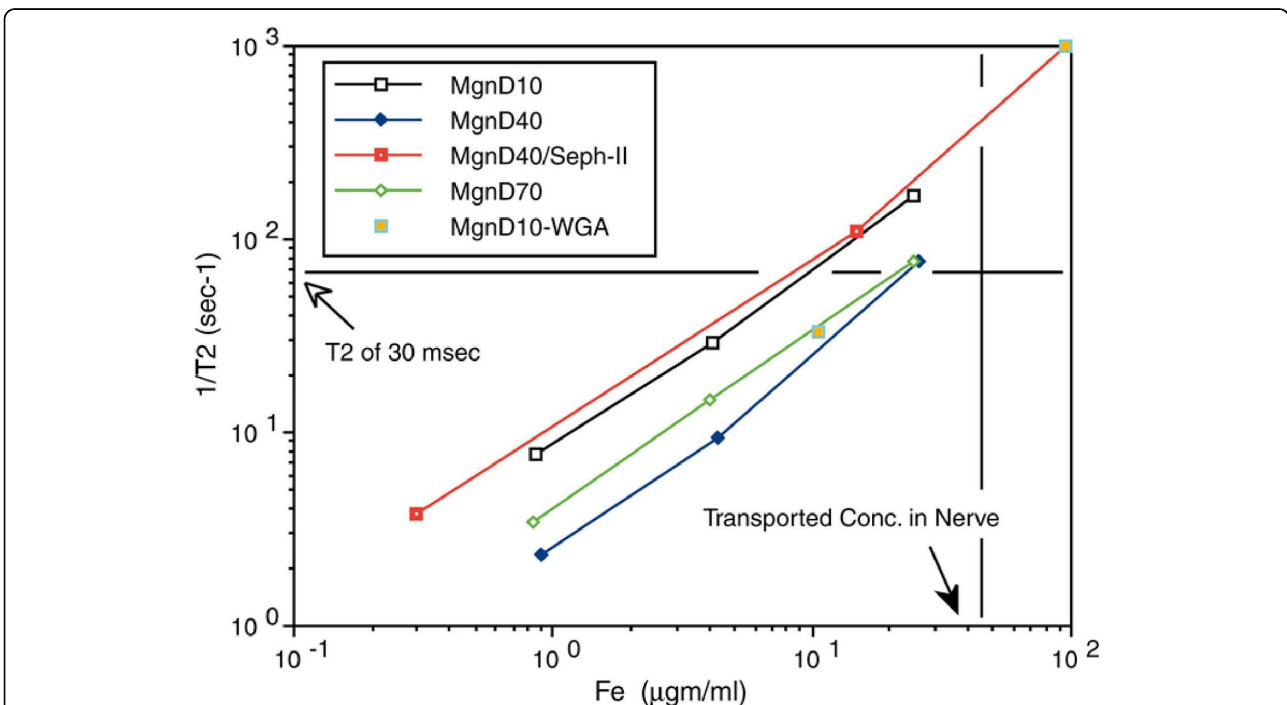 10 3
MgnD10
MgnD40
MgnD40/Seph-II
MgnD70
MgnD10-WGA
10 2
T2 of 30 msec
1/T2 (sec-1)
10 1
Transported Conc. in Nerve
10 0
10 -1
10 0
10 1
10 2
Fe (μgm/ml)